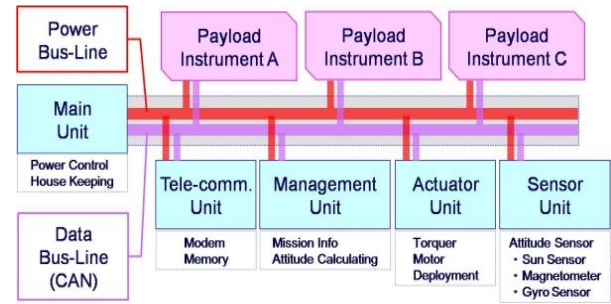 Power
Bus-Line
Payload
Instrument A
Payload
Instrument B
Payload
Instrument C
Main
Unit
Power Control
House Keeping
Data
Bus-Line
(CAN)
Tele-comm.
Unit
Modem
Memory
Management
Unit
Mission Info
Attitude Calculating
Actuator
Unit
Torquer
Motor
Deployment
Sensor
Unit
Attitude Sensor
• Sun Sensor
• Magnetometer
• Gyro Sensor